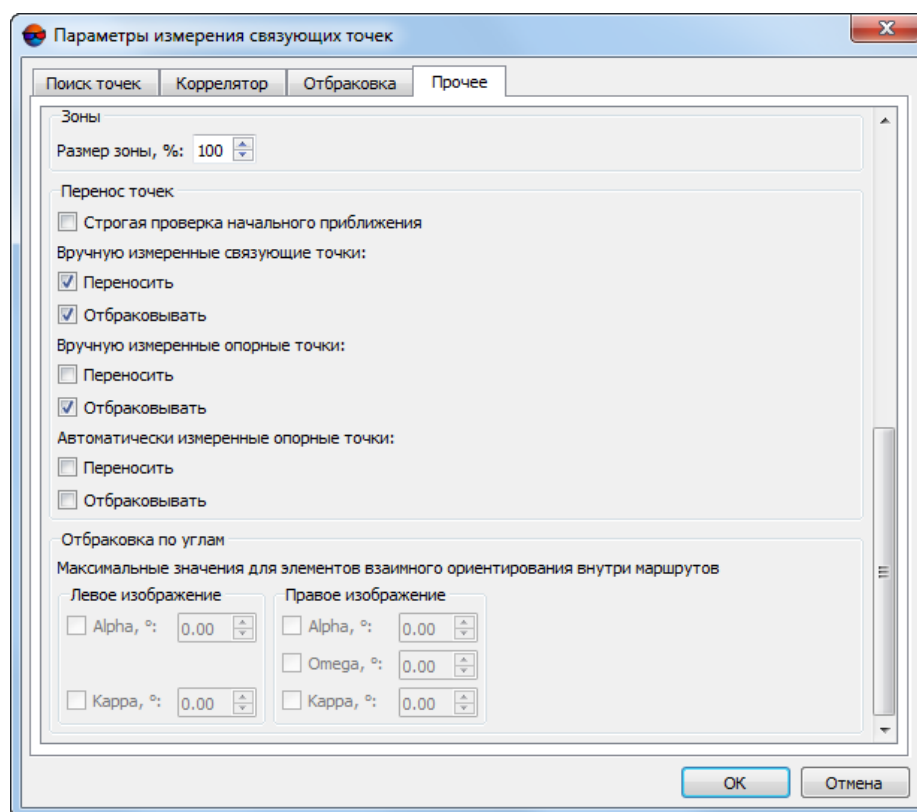 Параметры измерения связующих точек
Поиск точек Коррелятор Отбраковка Прочее
Зоны
Размер зоны, %: 100
Перенос точек
Строгая проверка начального приближения
Вручную измеренные связующие точки:
Переносить
Отбраковывать
Вручную измеренные опорные точки:
Переносить
Отбраковывать
Автоматически измеренные опорные точки:
Переносить
Отбраковывать
Отбраковка по углам
Максимальные значения для элементов взаимного ориентирования внутри маршрутов
Левое изображение Правое изображение
Alpha, °: 0.00 Alpha, °: 0.00
Omega, °: 0.00
Kappa, °: 0.00 Kappa, °: 0.00
OK Отмена